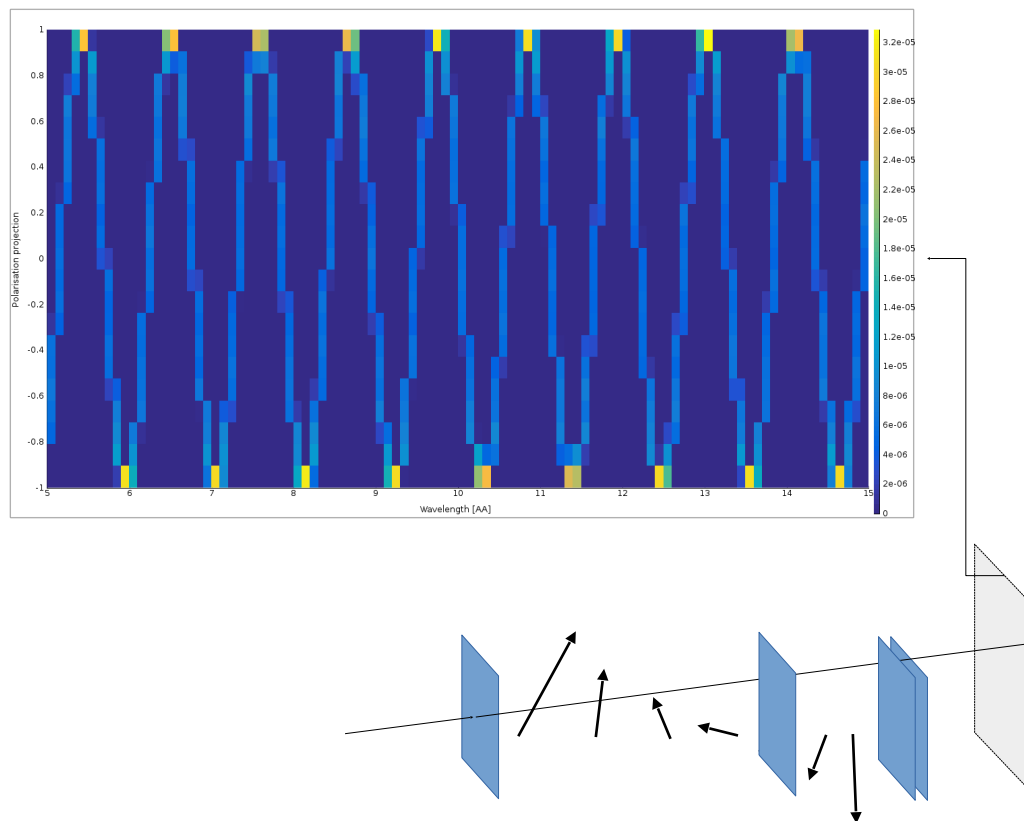 1
0.8
0.6
0.4
0.2
0
-0.2
-0.4
-0.6
-0.8
-1
Polarisation projection
5 6 7 8 9 10 11 12 13 14 15
Wavelength [AA]
3.2e-05
3e-05
2.8e-05
2.6e-05
2.4e-05
2.2e-05
2e-05
1.8e-05
1.6e-05
1.4e-05
1.2e-05
1e-05
8e-06
6e-06
4e-06
2e-06
0